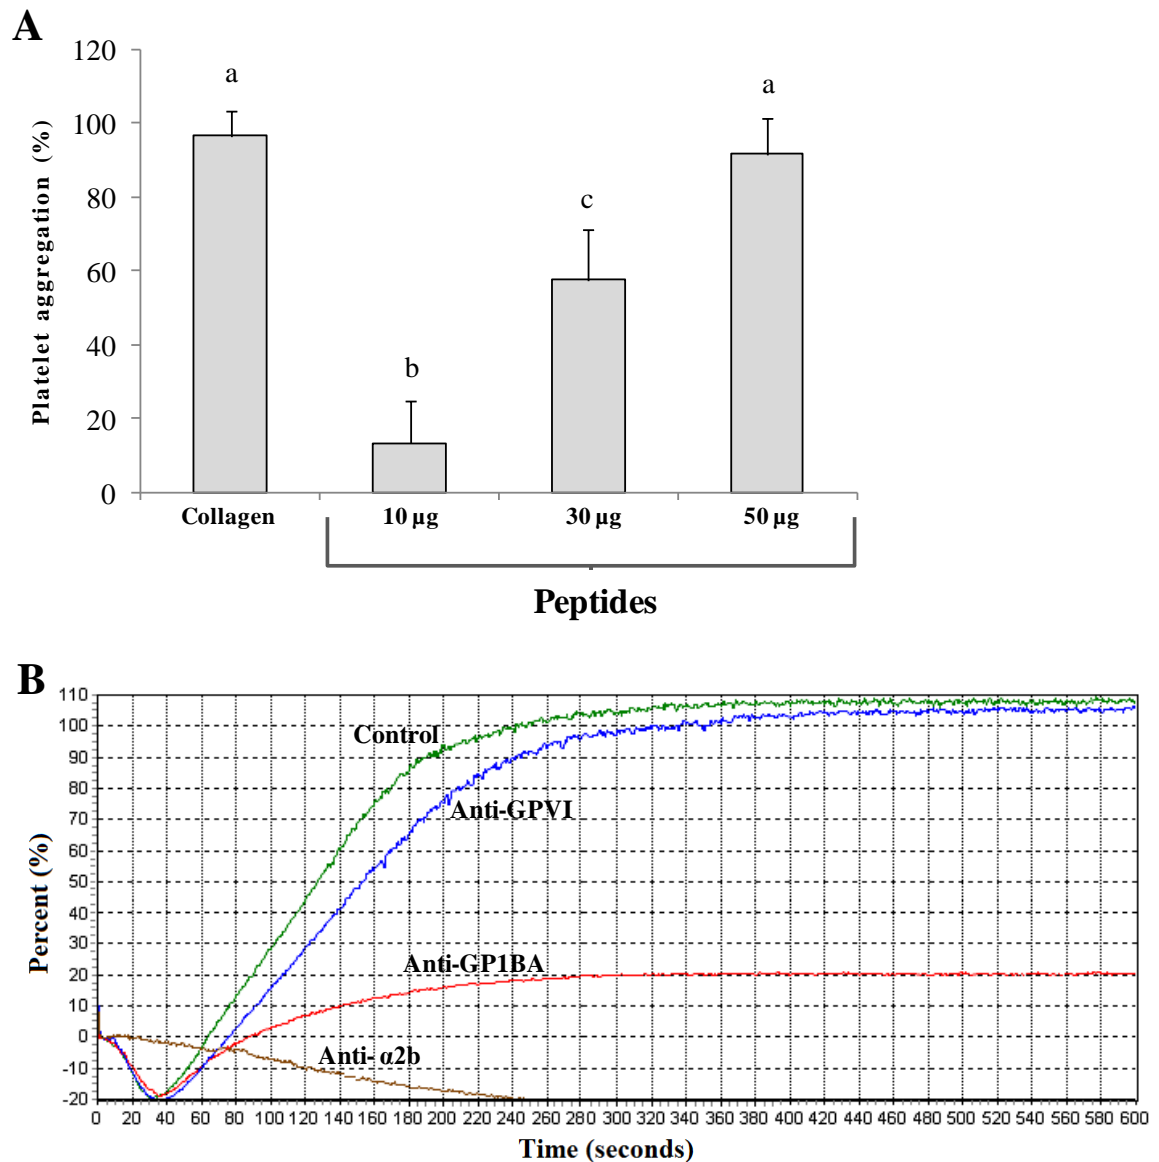 A
120
100
80
60
40
20
0
Platelet aggregation (%)
a
b
c
a
Collagen 10 µg 30 µg 50 µg
Peptides
B
110
100
90
80
70
60
50
40
30
20
10
0
-10
-20
Percent (%)
Control
Anti-GPVI
Anti-GP1BA
Anti- α2b
0 20 40 60 80 100 120 140 160 180 200 220 240 260 280 300 320 340 360 380 400 420 440 460 480 500 520 540 560 580 600
Time (seconds)